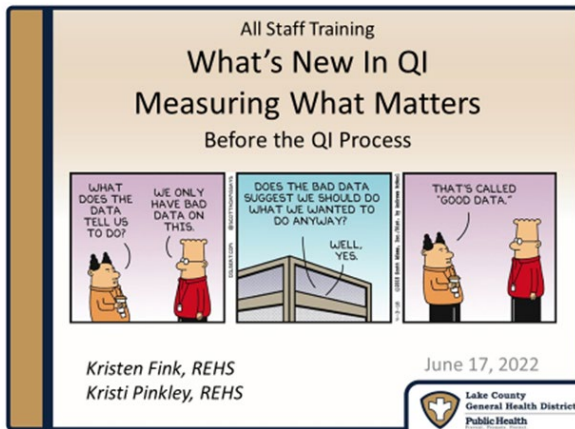 All Staff Training
What's New In QI
Measuring What Matters
Before the QI Process
WHAT
DOES THE
DATA
TELL US
TO DO?
WE ONLY
HAVE BAD
DATA ON
THIS.
DOES THE BAD DATA
SUGGEST WE SHOULD DO
WHAT WE WANTED TO
DO ANYWAY?
WELL,
YES.
THAT'S CALLED
"GOOD DATA."
Kristen Fink, REHS
Kristi Pinkley, REHS
June 17, 2022
Lake County
General Health District
Public Health